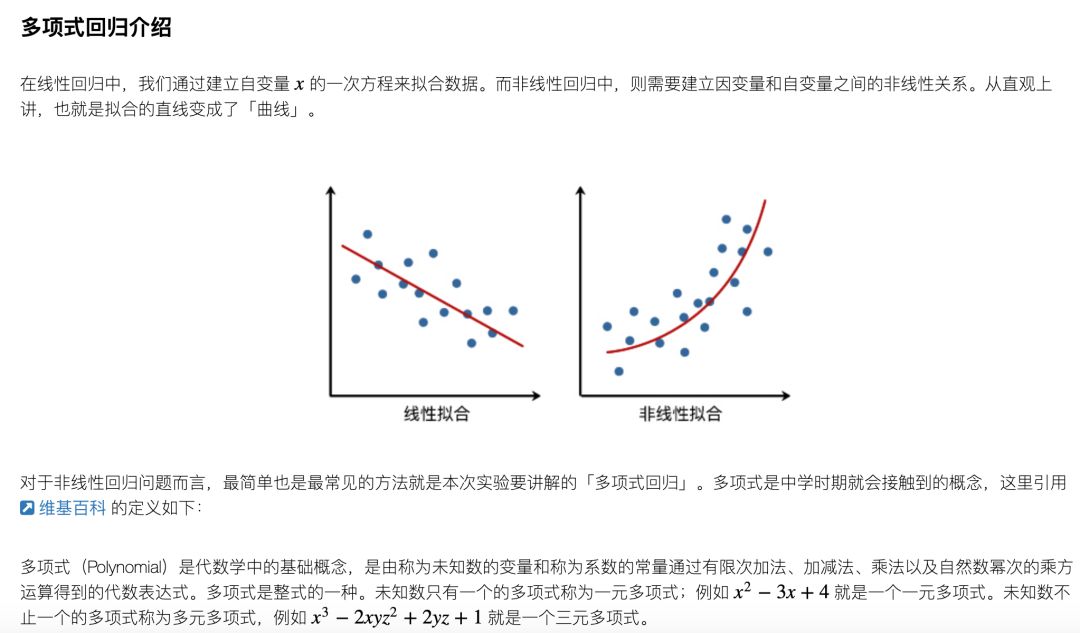 多项式回归介绍
在线性回归中，我们通过建立自变量 x 的一次方程来拟合数据。而非线性回归中，则需要建立因变量和自变量之间的非线性关系。从直观上
讲，也就是拟合的直线变成了「曲线」。
线性拟合
非线性拟合
对于非线性回归问题而言，最简单也是最常见的方法就是本次实验要讲解的「多项式回归」。多项式是中学时期就会接触到的概念，这里引用
维基百科 的定义如下：
多项式（Polynomial）是代数学中的基础概念，是由称为未知数的变量和称为系数的常量通过有限次加法、加减法、乘法以及自然数幂次的乘方
运算得到的代数表达式。多项式是整式的一种。未知数只有一个的多项式称为一元多项式；例如 x² − 3x + 4 就是一个一元多项式。未知数不
止一个的多项式称为多元多项式，例如 x³ − 2xyz² + 2yz + 1 就是一个三元多项式。